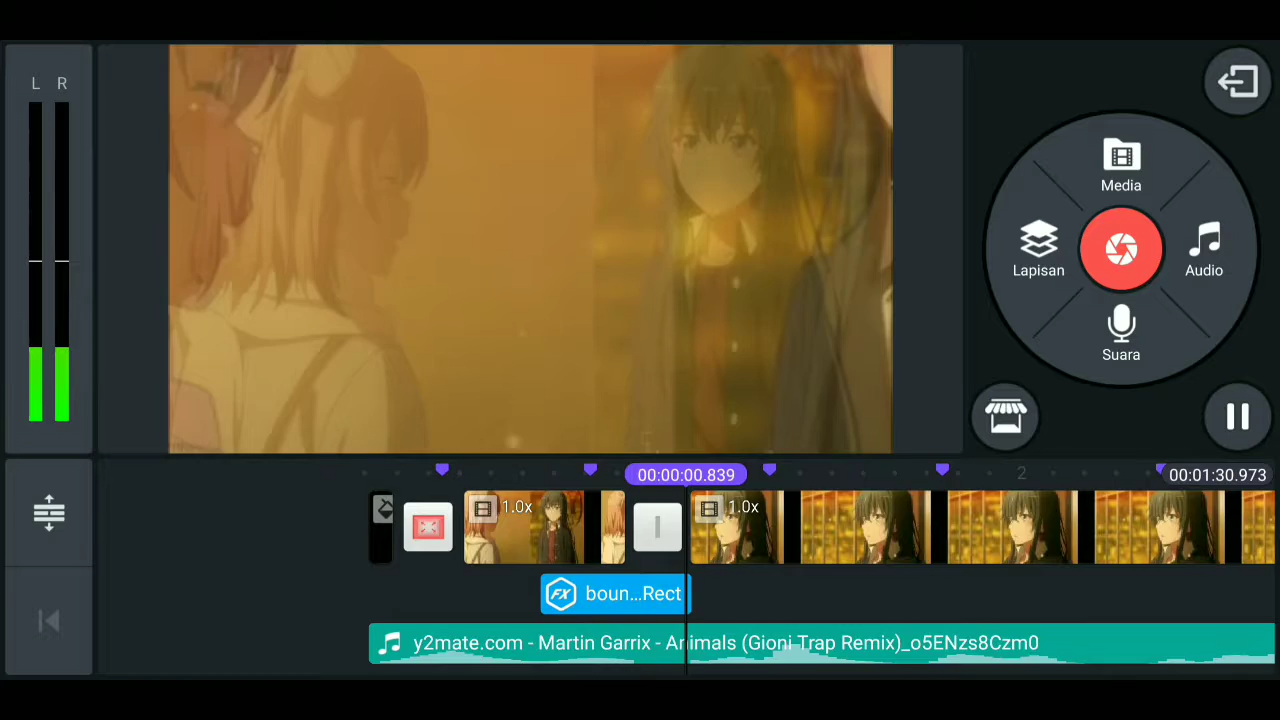 L R
Media
Lapisan
Audio
Suara
00:00:00.839
2
00:01:30.973
1.0x
1.0x
FX boun...Rect
y2mate.com - Martin Garrix - Animals (Gioni Trap Remix)_o5ENzs8Czm0